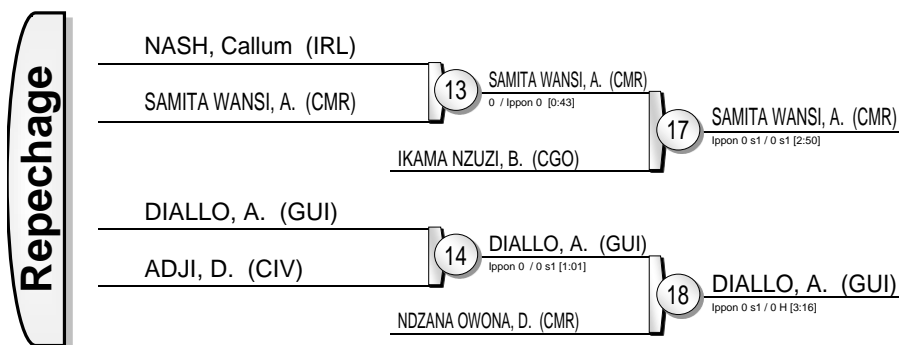 Repechage
NASH, Callum (IRL)
SAMITA WANSI, A. (CMR)
13
SAMITA WANSI, A. (CMR)
0 / Ippon 0 [0:43]
IKAMA NZUZI, B. (CGO)
17
SAMITA WANSI, A. (CMR)
Ippon 0 s1 / 0 s1 [2:50]
DIALLO, A. (GUI)
ADJI, D. (CIV)
14
DIALLO, A. (GUI)
Ippon 0 / 0 s1 [1:01]
NDZANA OWONA, D. (CMR)
18
DIALLO, A. (GUI)
Ippon 0 s1 / 0 H [3:16]